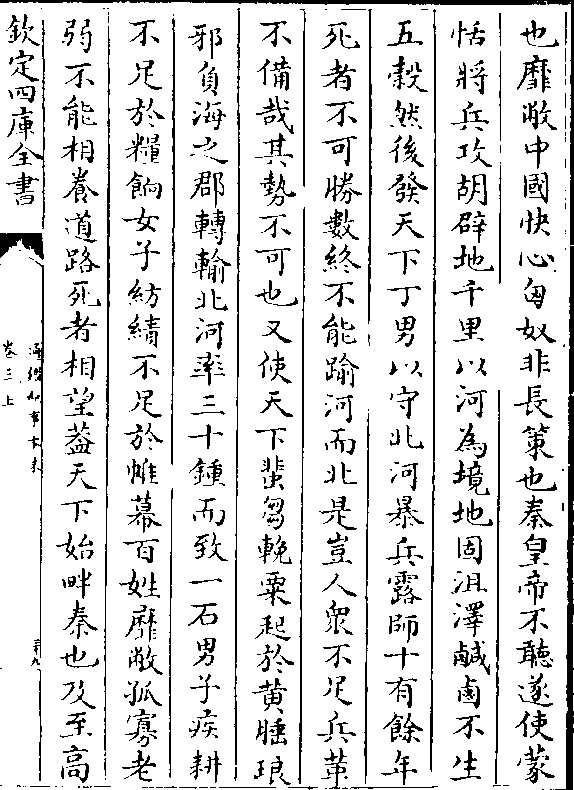 也靡敝中國快心匈奴非長策也秦皇帝不聽遂使蒙
恬將兵攻胡辟地千里以河為境地固沮澤鹹鹵不生
五糓然後發天下丁男以守北河暴兵露師十有餘年
死者不可勝數終不能踰河而北是豈人衆不足兵革
不備哉其勢不可也又使天下蜚芻輓粟起於黄腄琅
邪負海之郡轉輸北河率三十鍾而致一石男子疾耕
不足於糧餉女子紡績不足於帷幕百姓靡敝孤寡老
弱不能相養道路死者相望葢天下始畔秦也及至高
欽定四庫全書
通鑑紀事本末
卷三上
三十九